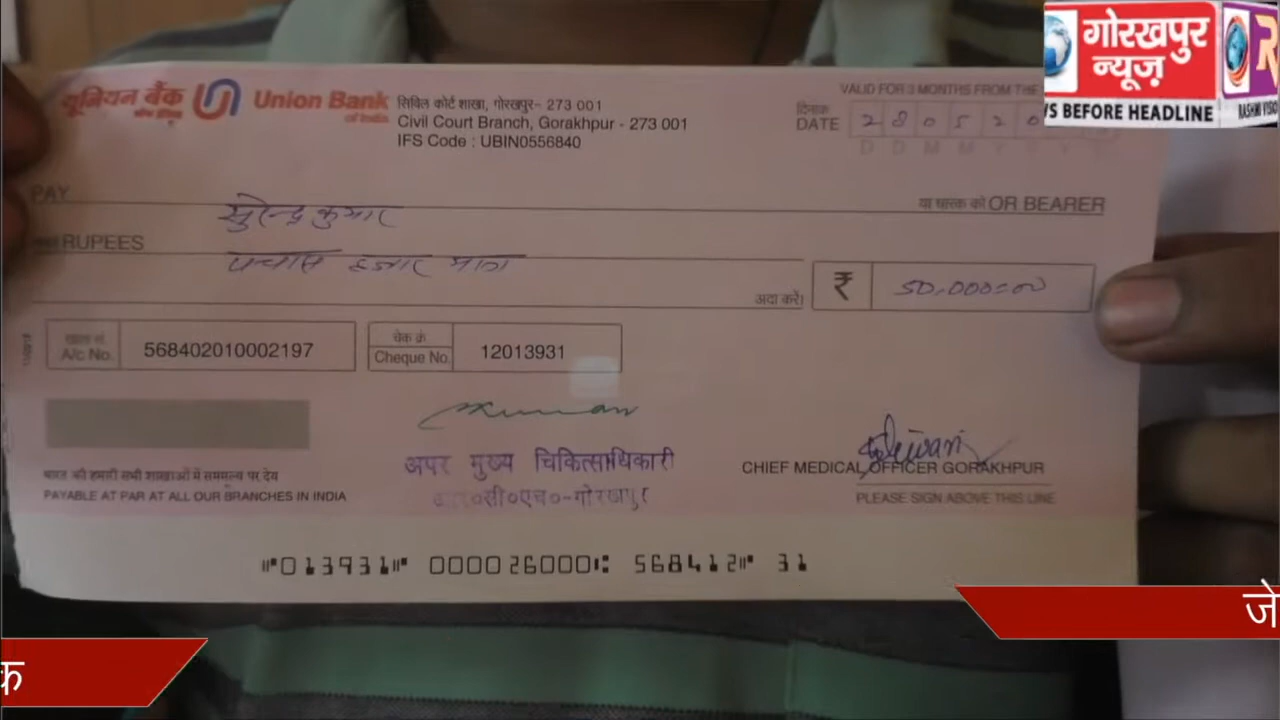 गोरखपुर
न्यूज़
NEWS BEFORE HEADLINE
यूनियन बैंक Union Bank
of India
सिविल कोर्ट शाखा, गोरखपुर- 273 001
Civil Court Branch, Gorakhpur - 273 001
IFS Code : UBIN0556840
VALID FOR 3 MONTHS FROM THE
दिनांक
DATE 2 8 0 5 2 0
D D M M Y Y
PAY सुरेन्द्र कुमार या धारक को OR BEARER
RUPEES पच्चास हजार मात्र
अदा करें।
₹ 50,000=00
खाता सं.
A/c No. 568402010002197
चेक क्रं.
Cheque No. 12013931
अपर मुख्य चिकित्साधिकारी
आर०सी०एच०-गोरखपुर
CHIEF MEDICAL OFFICER GORAKHPUR
PLEASE SIGN ABOVE THIS LINE
भारत की हमारी सभी शाखाओं में सममूल्य पर देय
PAYABLE AT PAR AT ALL OUR BRANCHES IN INDIA
⑈013931⑈ 000026000⑆ 568412⑈ 31
जे
क